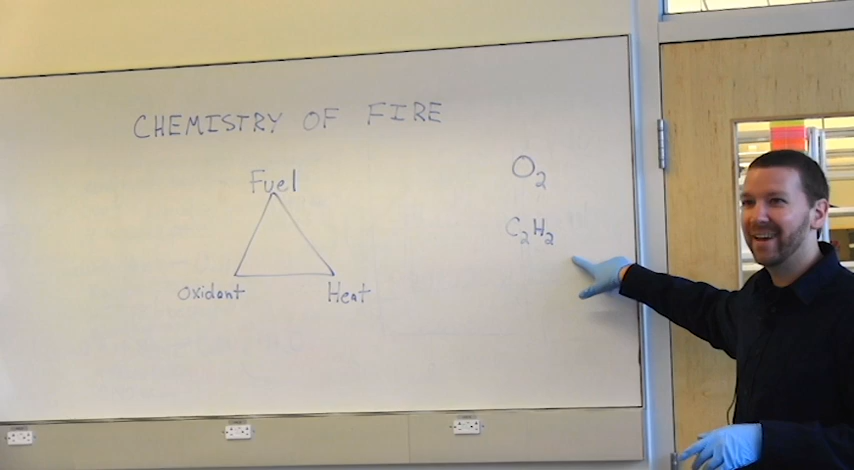 CHEMISTRY OF FIRE
Fuel
Oxidant
Heat
O₂
C₂H₂